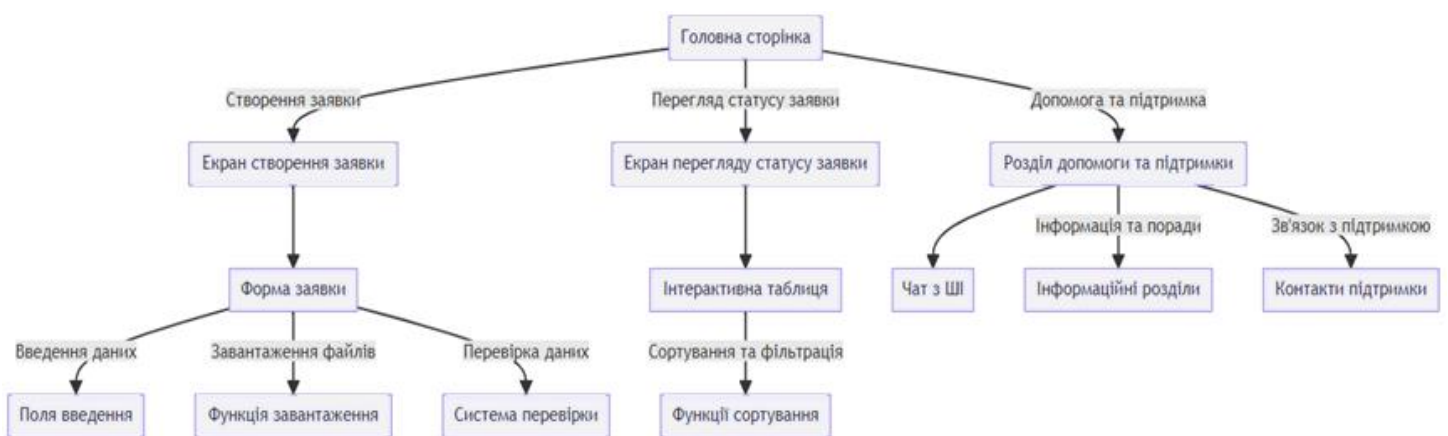 Головна сторінка
Створення заявки
Перегляд статусу заявки
Допомога та підтримка
Екран створення заявки
Екран перегляду статусу заявки
Розділ допомоги та підтримки
Інформація та поради
Зв'язок з підтримкою
Форма заявки
Інтерактивна таблиця
Чат з ШІ
Інформаційні розділи
Контакти підтримки
Введення даних
Завантаження файлів
Перевірка даних
Сортування та фільтрація
Поля введення
Функція завантаження
Система перевірки
Функції сортування